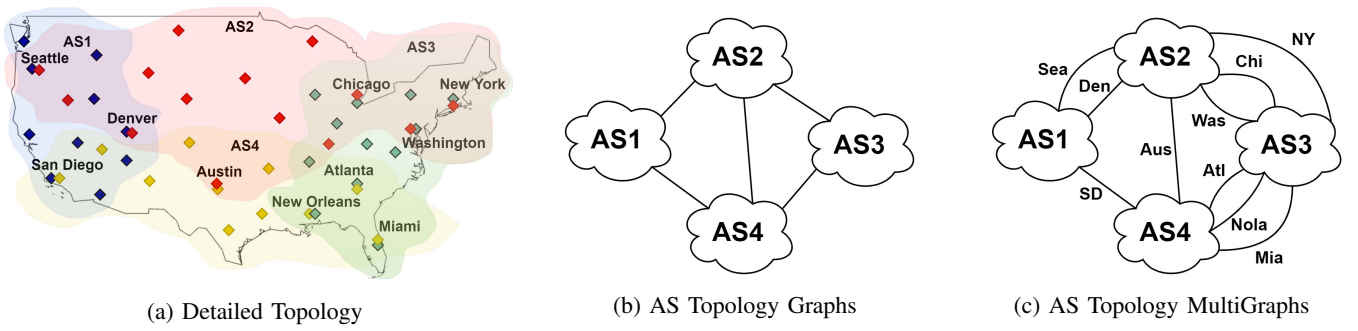 AS1
AS2
AS3
Seattle
Chicago
New York
Denver
Washington
AS4
San Diego
Austin
Atlanta
New Orleans
Miami
(a) Detailed Topology
AS2
AS1
AS3
AS4
(b) AS Topology Graphs
AS2
NY
Sea
Chi
Den
Was
AS1
AS3
Aus
Atl
SD
AS4
Nola
Mia
(c) AS Topology MultiGraphs